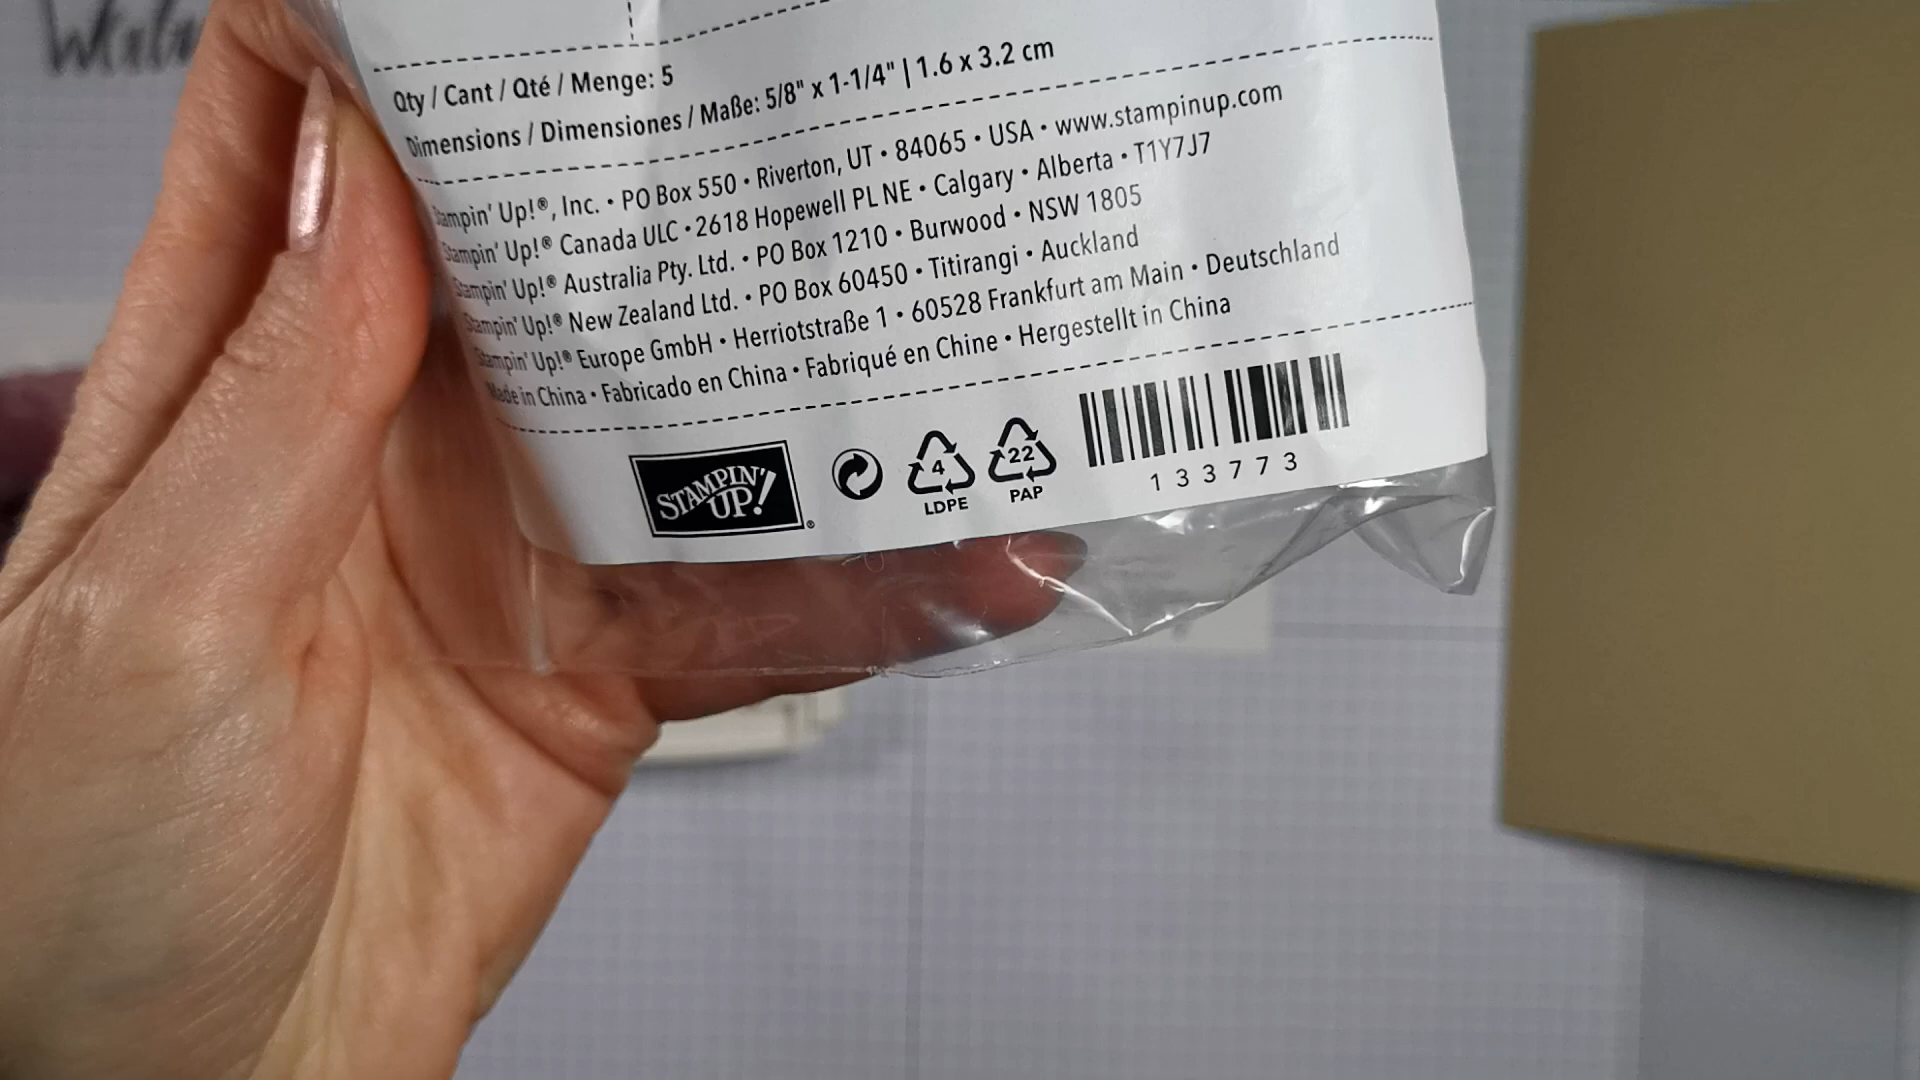 Qty / Cant / Qté / Menge: 5
Dimensions / Dimensiones / Maße: 5/8" x 1-1/4" | 1.6 x 3.2 cm
Stampin' Up!®, Inc. • PO Box 550 • Riverton, UT • 84065 • USA • www.stampinup.com
Stampin' Up!® Canada ULC • 2618 Hopewell PL NE • Calgary • Alberta • T1Y7J7
Stampin' Up!® Australia Pty. Ltd. • PO Box 1210 • Burwood • NSW 1805
Stampin' Up!® New Zealand Ltd. • PO Box 60450 • Titirangi • Auckland
Stampin' Up!® Europe GmbH • Herriotstraße 1 • 60528 Frankfurt am Main • Deutschland
Made in China • Fabricado en China • Fabriqué en Chine • Hergestellt in China
STAMPIN' UP!®
4
LDPE
22
PAP
133773